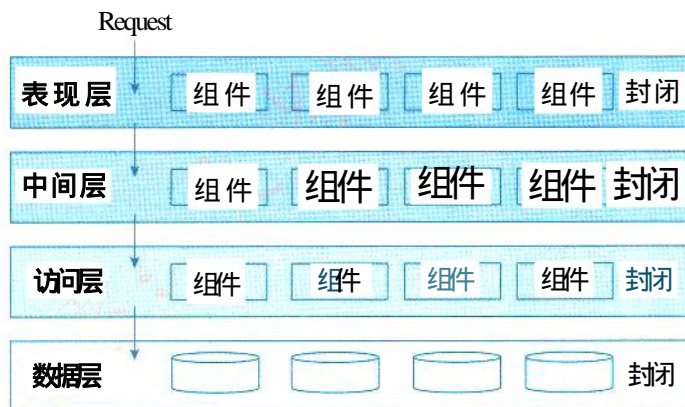 Request
表现层 组件 组件 组件 组件 封闭
中间层 组件 组件 组件 组件 封闭
访问层 组件 组件 组件 组件 封闭
数据层 封闭